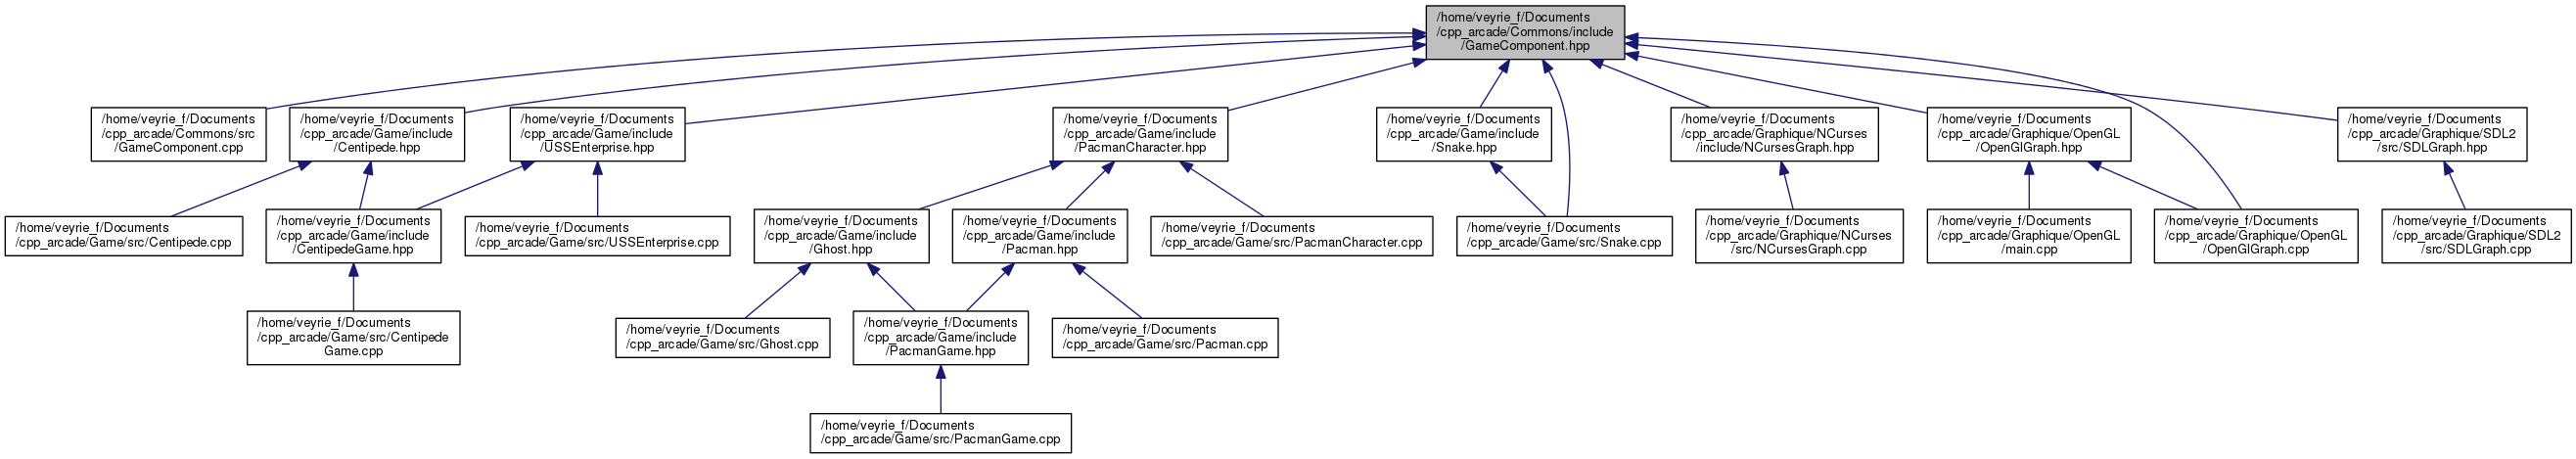 /home/veyrie_f/Documents
/cpp_arcade/Commons/include
/GameComponent.hpp
/home/veyrie_f/Documents
/cpp_arcade/Commons/src
/GameComponent.cpp
/home/veyrie_f/Documents
/cpp_arcade/Game/include
/Centipede.hpp
/home/veyrie_f/Documents
/cpp_arcade/Game/include
/USSEnterprise.hpp
/home/veyrie_f/Documents
/cpp_arcade/Game/include
/PacmanCharacter.hpp
/home/veyrie_f/Documents
/cpp_arcade/Game/include
/Snake.hpp
/home/veyrie_f/Documents
/cpp_arcade/Graphique/NCurses
/include/NCursesGraph.hpp
/home/veyrie_f/Documents
/cpp_arcade/Graphique/OpenGL
/OpenGlGraph.hpp
/home/veyrie_f/Documents
/cpp_arcade/Graphique/SDL2
/src/SDLGraph.hpp
/home/veyrie_f/Documents
/cpp_arcade/Game/src/Centipede.cpp
/home/veyrie_f/Documents
/cpp_arcade/Game/include
/CentipedeGame.hpp
/home/veyrie_f/Documents
/cpp_arcade/Game/src/USSEnterprise.cpp
/home/veyrie_f/Documents
/cpp_arcade/Game/include
/Ghost.hpp
/home/veyrie_f/Documents
/cpp_arcade/Game/include
/Pacman.hpp
/home/veyrie_f/Documents
/cpp_arcade/Game/src/PacmanCharacter.cpp
/home/veyrie_f/Documents
/cpp_arcade/Game/src/Snake.cpp
/home/veyrie_f/Documents
/cpp_arcade/Graphique/NCurses
/src/NCursesGraph.cpp
/home/veyrie_f/Documents
/cpp_arcade/Graphique/OpenGL
/main.cpp
/home/veyrie_f/Documents
/cpp_arcade/Graphique/OpenGL
/OpenGlGraph.cpp
/home/veyrie_f/Documents
/cpp_arcade/Graphique/SDL2
/src/SDLGraph.cpp
/home/veyrie_f/Documents
/cpp_arcade/Game/src/Centipede
Game.cpp
/home/veyrie_f/Documents
/cpp_arcade/Game/src/Ghost.cpp
/home/veyrie_f/Documents
/cpp_arcade/Game/include
/PacmanGame.hpp
/home/veyrie_f/Documents
/cpp_arcade/Game/src/Pacman.cpp
/home/veyrie_f/Documents
/cpp_arcade/Game/src/PacmanGame.cpp